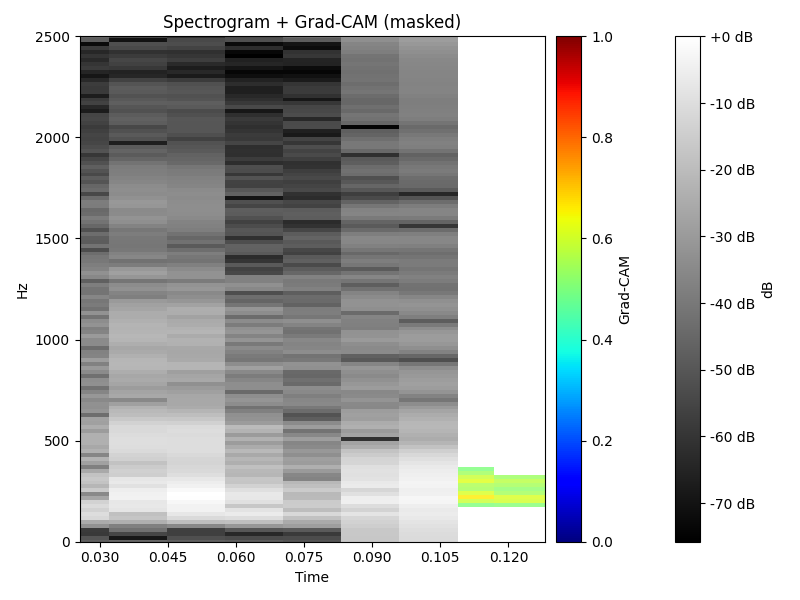 Spectrogram + Grad-CAM (masked)
2500
2000
1500
1000
500
0
Hz
0.030
0.045
0.060
0.075
0.090
0.105
0.120
Time
1.0
0.8
0.6
0.4
0.2
0.0
Grad-CAM
+0 dB
-10 dB
-20 dB
-30 dB
-40 dB
-50 dB
-60 dB
-70 dB
dB